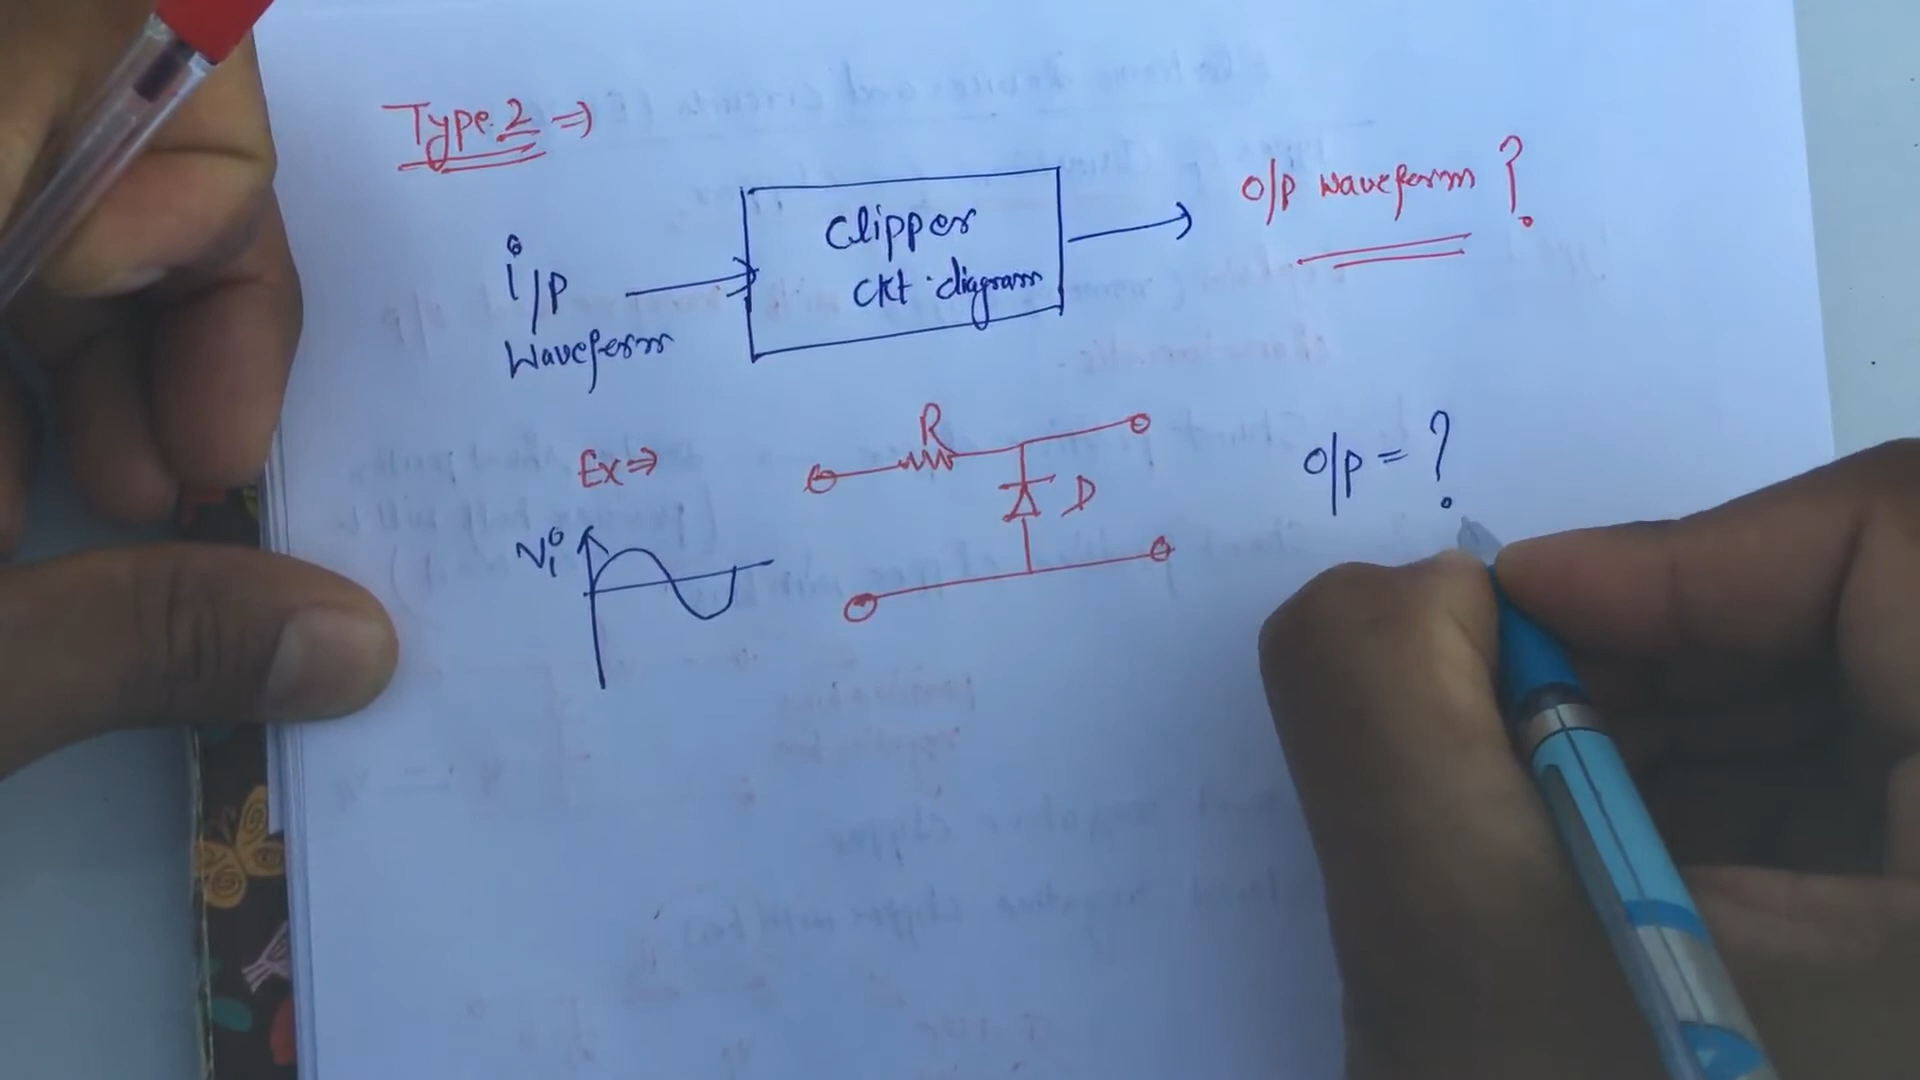 Type 2 ⇒
i/p
Waveform
Clipper
Ckt diagram
o/p waveform ?
Ex ⇒
R
D
Vi
o/p = ?